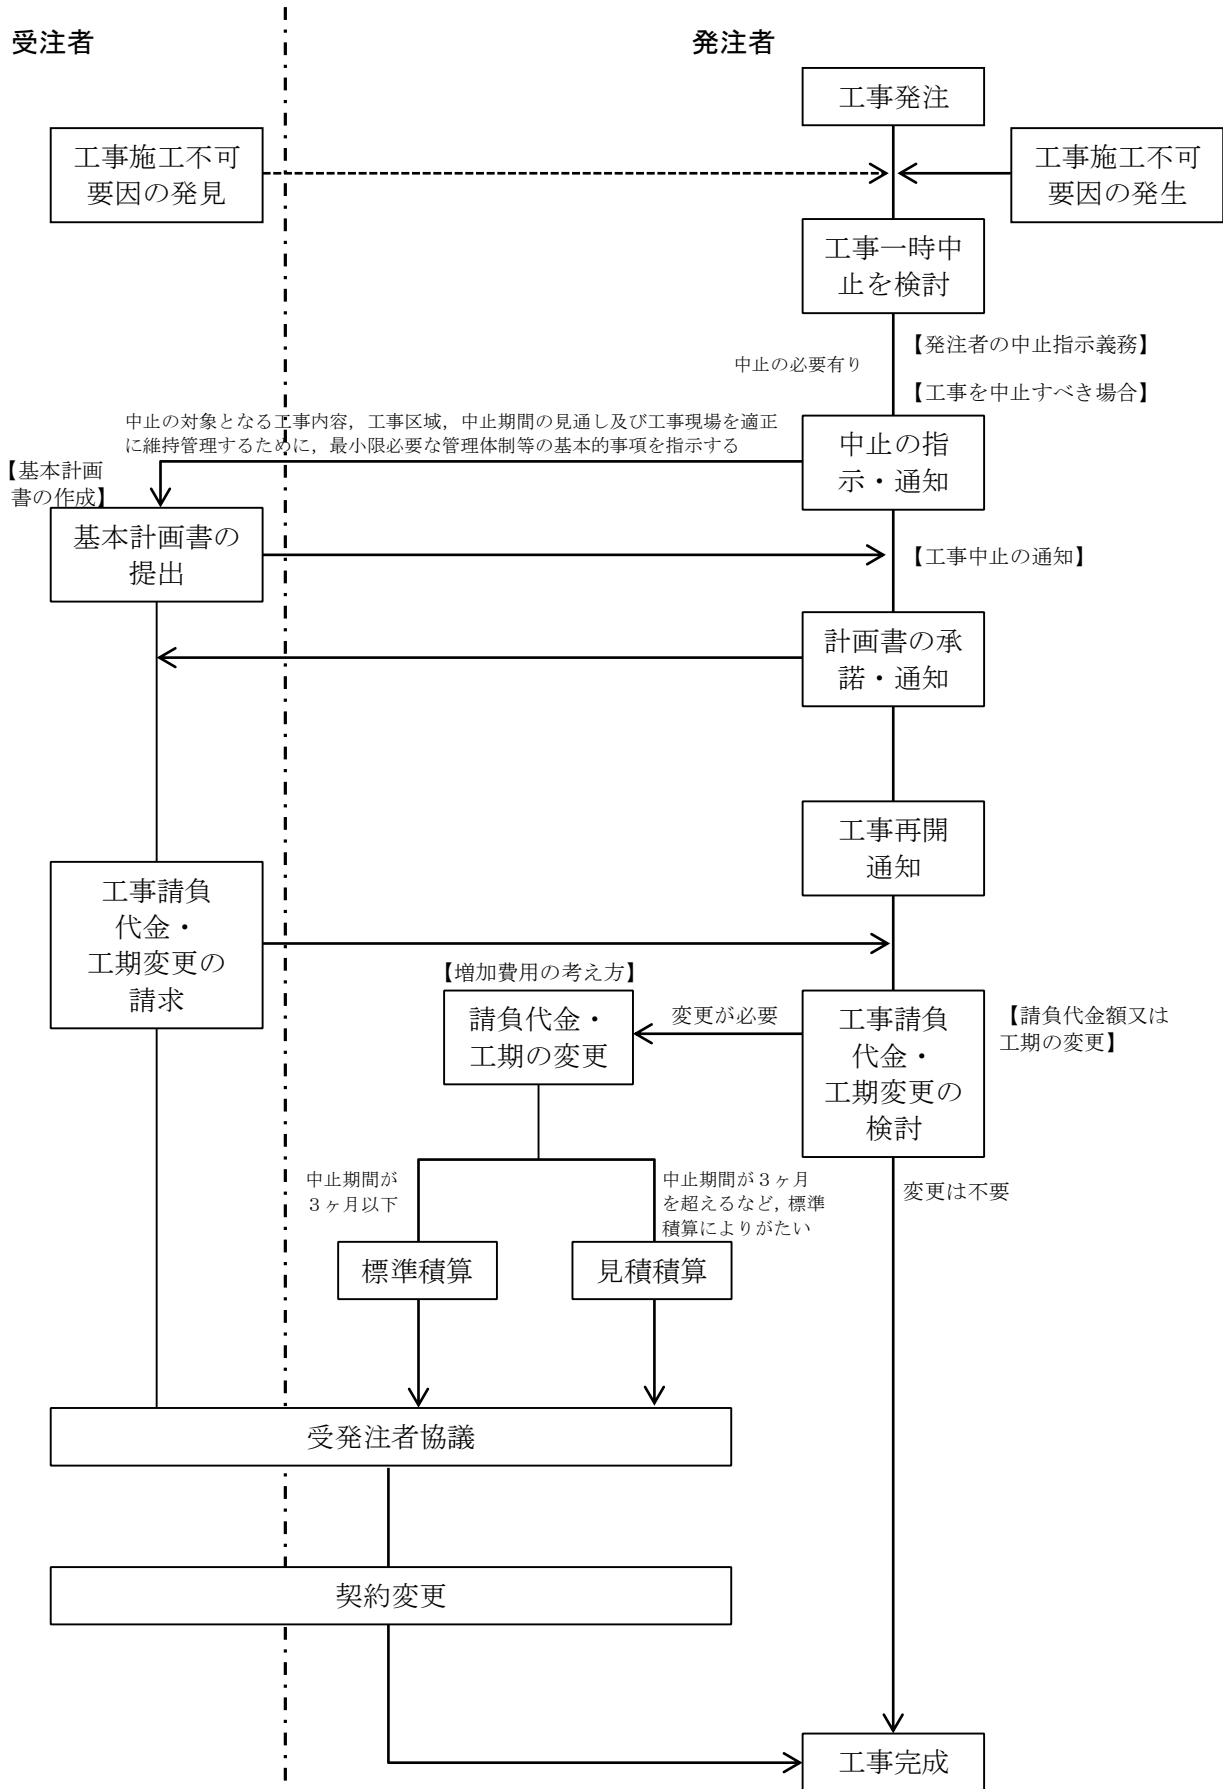 受注者
発注者
工事発注
工事施工不可
要因の発見
工事施工不可
要因の発生
工事一時中
止を検討
【発注者の中止指示義務】
中止の必要有り
【工事を中止すべき場合】
中止の対象となる工事内容，工事区域，中止期間の見通し及び工事現場を適正
に維持管理するために，最小限必要な管理体制等の基本的事項を指示する
中止の指
示・通知
【基本計画
書の作成】
基本計画書の
提出
【工事中止の通知】
計画書の承
諾・通知
工事再開
通知
工事請負
代金・
工期変更の
請求
【増加費用の考え方】
請負代金・
工期の変更
変更が必要
工事請負
代金・
工期変更の
検討
【請負代金額又は
工期の変更】
中止期間が
３ヶ月以下
中止期間が３ヶ月
を超えるなど，標準
積算によりがたい
変更は不要
標準積算
見積積算
受発注者協議
契約変更
工事完成